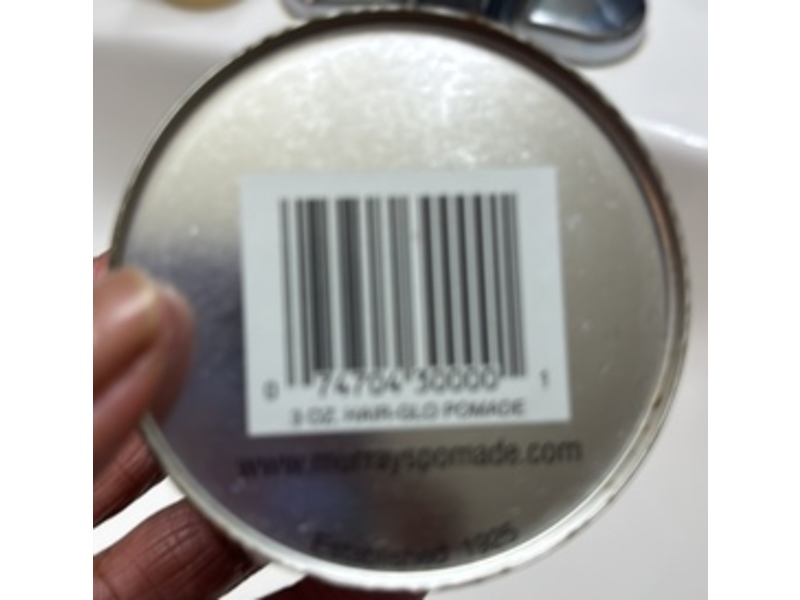 0 74704 30000 1
3 OZ. HAIR-GLO POMADE
www.murrayspomade.com
Established 1925